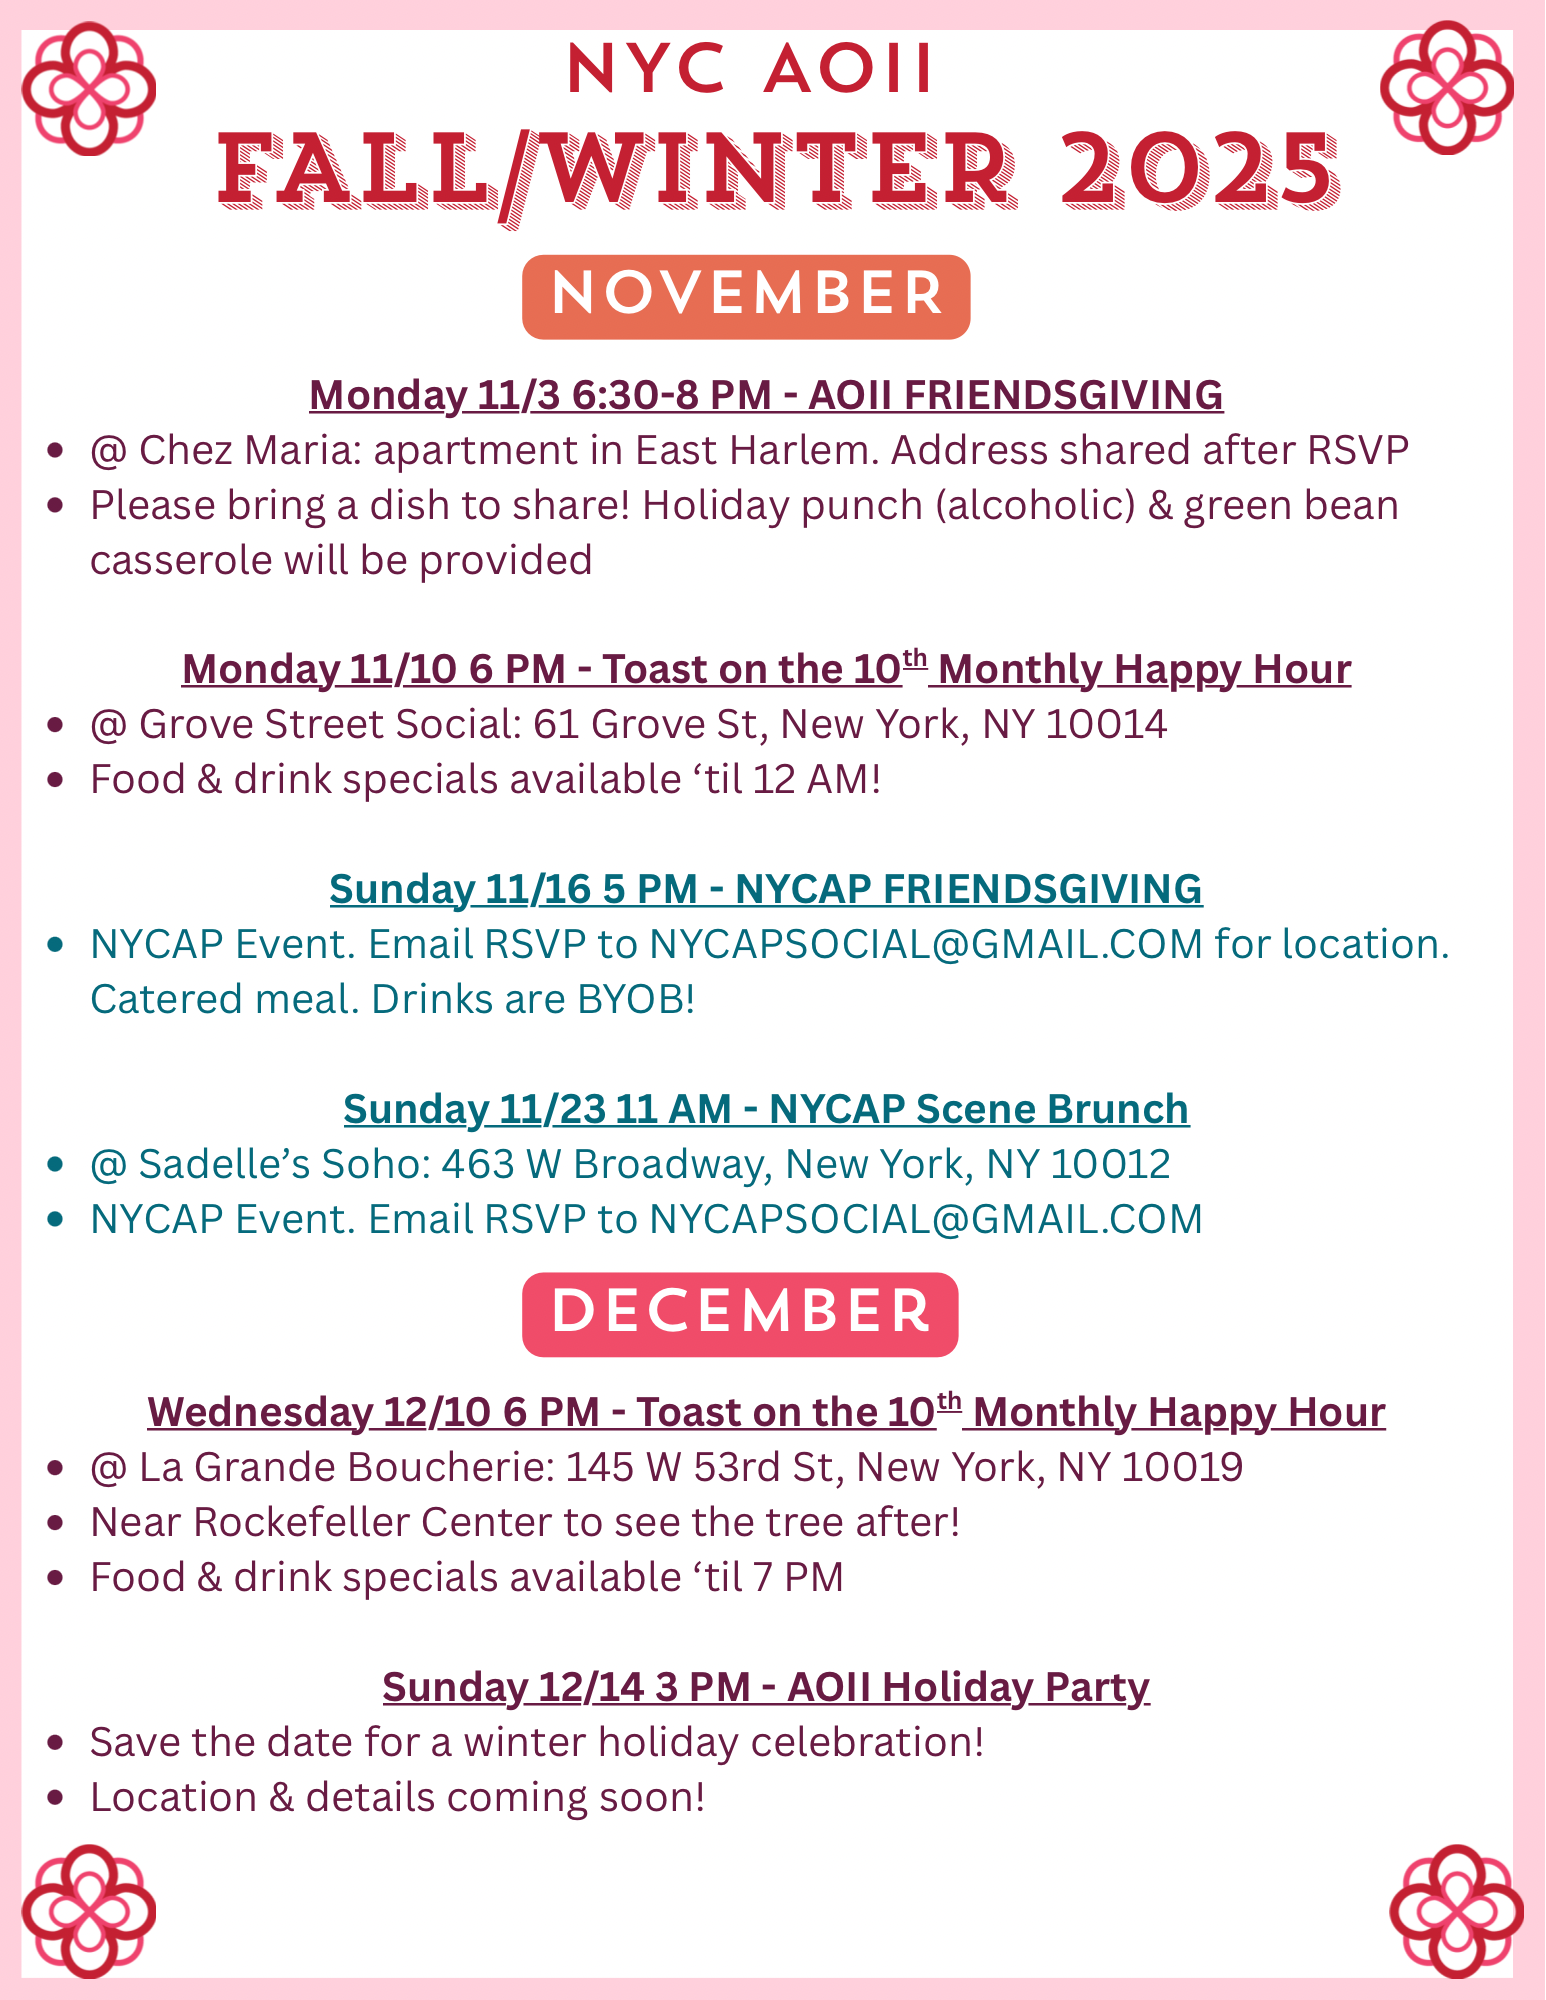 NYC AOII
FALL/WINTER 2025
NOVEMBER
Monday 11/3 6:30-8 PM - AOII FRIENDSGIVING
• @ Chez Maria: apartment in East Harlem. Address shared after RSVP
• Please bring a dish to share! Holiday punch (alcoholic) & green bean
casserole will be provided
Monday 11/10 6 PM - Toast on the 10th Monthly Happy Hour
• @ Grove Street Social: 61 Grove St, New York, NY 10014
• Food & drink specials available ‘til 12 AM!
Sunday 11/16 5 PM - NYCAP FRIENDSGIVING
• NYCAP Event. Email RSVP to NYCAPSOCIAL@GMAIL.COM for location.
Catered meal. Drinks are BYOB!
Sunday 11/23 11 AM - NYCAP Scene Brunch
• @ Sadelle’s Soho: 463 W Broadway, New York, NY 10012
• NYCAP Event. Email RSVP to NYCAPSOCIAL@GMAIL.COM
DECEMBER
Wednesday 12/10 6 PM - Toast on the 10th Monthly Happy Hour
• @ La Grande Boucherie: 145 W 53rd St, New York, NY 10019
• Near Rockefeller Center to see the tree after!
• Food & drink specials available ‘til 7 PM
Sunday 12/14 3 PM - AOII Holiday Party
• Save the date for a winter holiday celebration!
• Location & details coming soon!